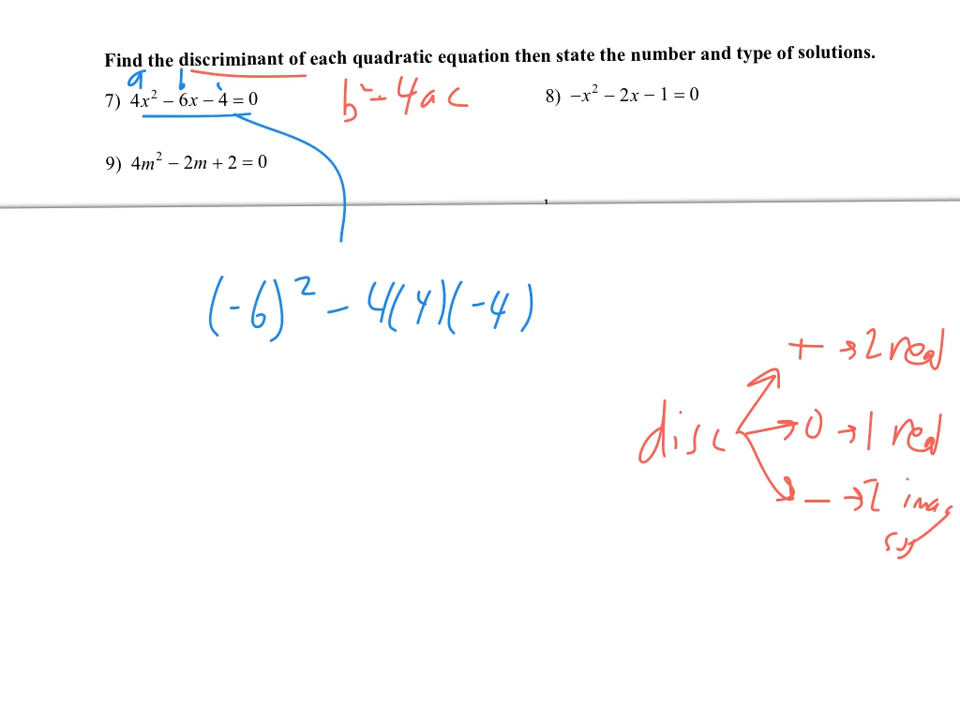 Find the discriminant of each quadratic equation then state the number and type of solutions.
a b c
7) 4x² − 6x − 4 = 0
b² − 4ac
8) −x² − 2x − 1 = 0
9) 4m² − 2m + 2 = 0
1
(-6)² − 4(4)(-4)
+ → 2 real
disc → 0 → 1 real
− → 2 imag